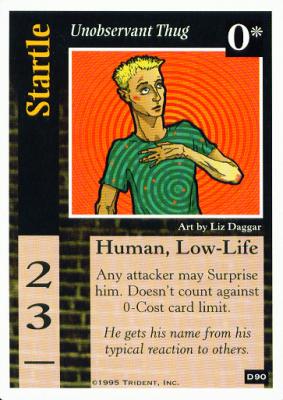 Startle
Unobservant Thug
0*
Art by Liz Daggar
Human, Low-Life
2
3
—
Any attacker may Surprise
him. Doesn't count against
0-Cost card limit.
He gets his name from his
typical reaction to others.
©1995 Trident, Inc.
D90